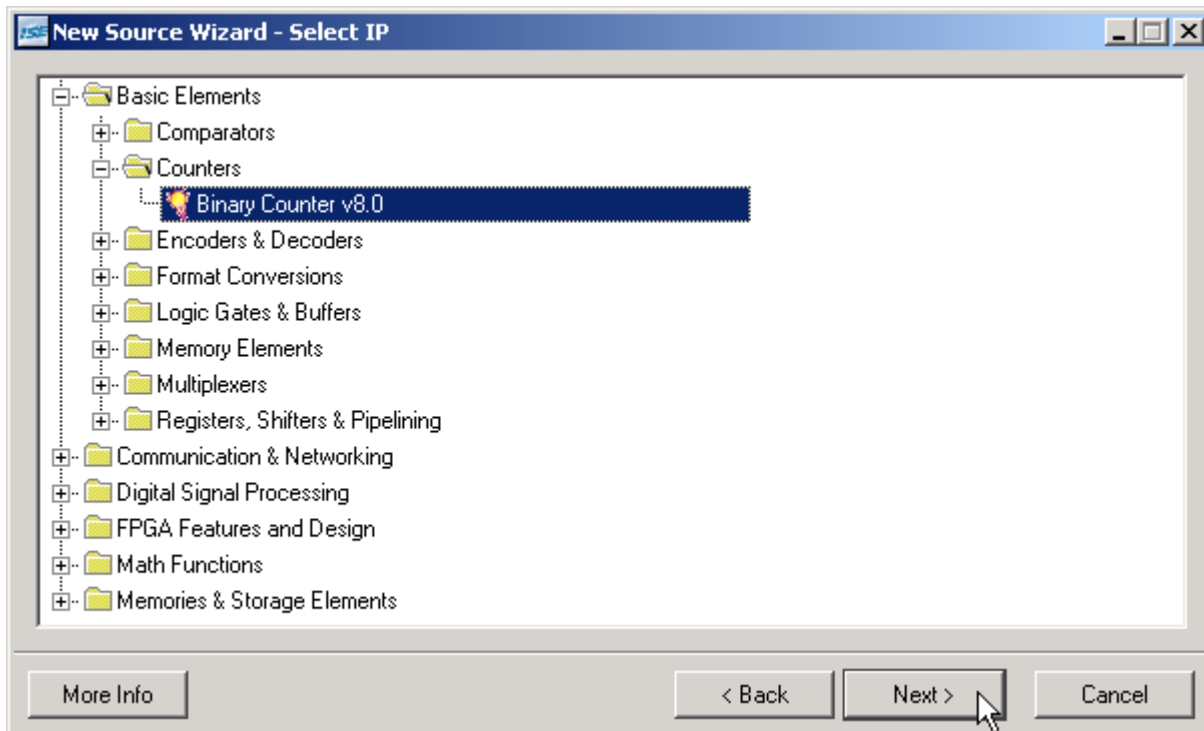 ISE New Source Wizard - Select IP
Basic Elements
Comparators
Counters
Binary Counter v8.0
Encoders & Decoders
Format Conversions
Logic Gates & Buffers
Memory Elements
Multiplexers
Registers, Shifters & Pipelining
Communication & Networking
Digital Signal Processing
FPGA Features and Design
Math Functions
Memories & Storage Elements
More Info < Back Next > Cancel